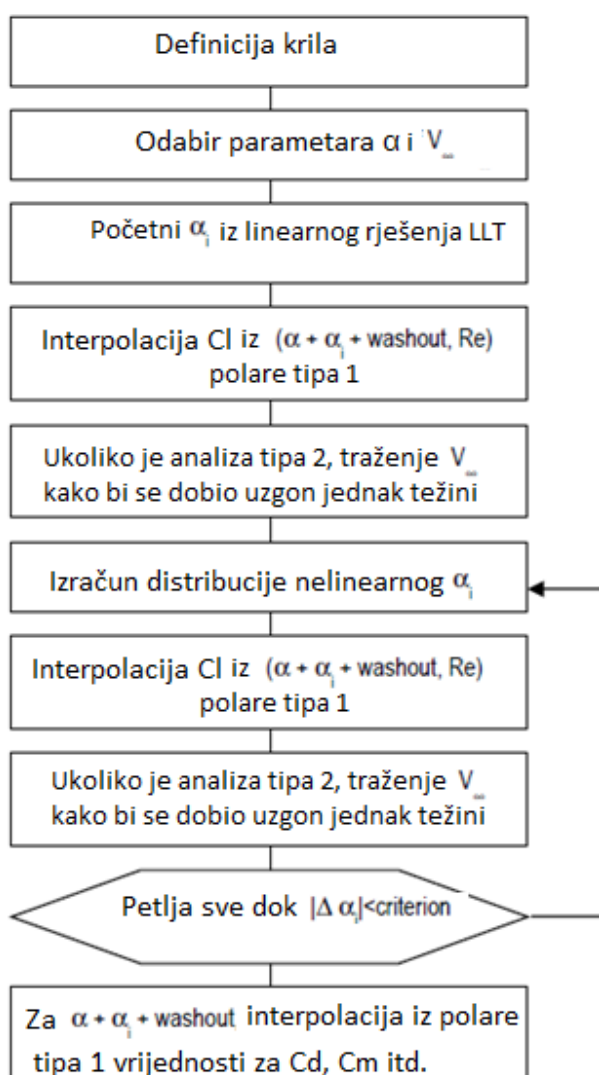 Definicija krila
Odabir parametara α i V∞
Početni αi iz linearnog rješenja LLT
Interpolacija Cl iz (α + αi + washout, Re)
polare tipa 1
Ukoliko je analiza tipa 2, traženje V∞
kako bi se dobio uzgon jednak težini
Izračun distribucije nelinearnog αi
Interpolacija Cl iz (α + αi + washout, Re)
polare tipa 1
Ukoliko je analiza tipa 2, traženje V∞
kako bi se dobio uzgon jednak težini
Petlja sve dok |Δ αi|<criterion
Za α + αi + washout interpolacija iz polare
tipa 1 vrijednosti za Cd, Cm itd.